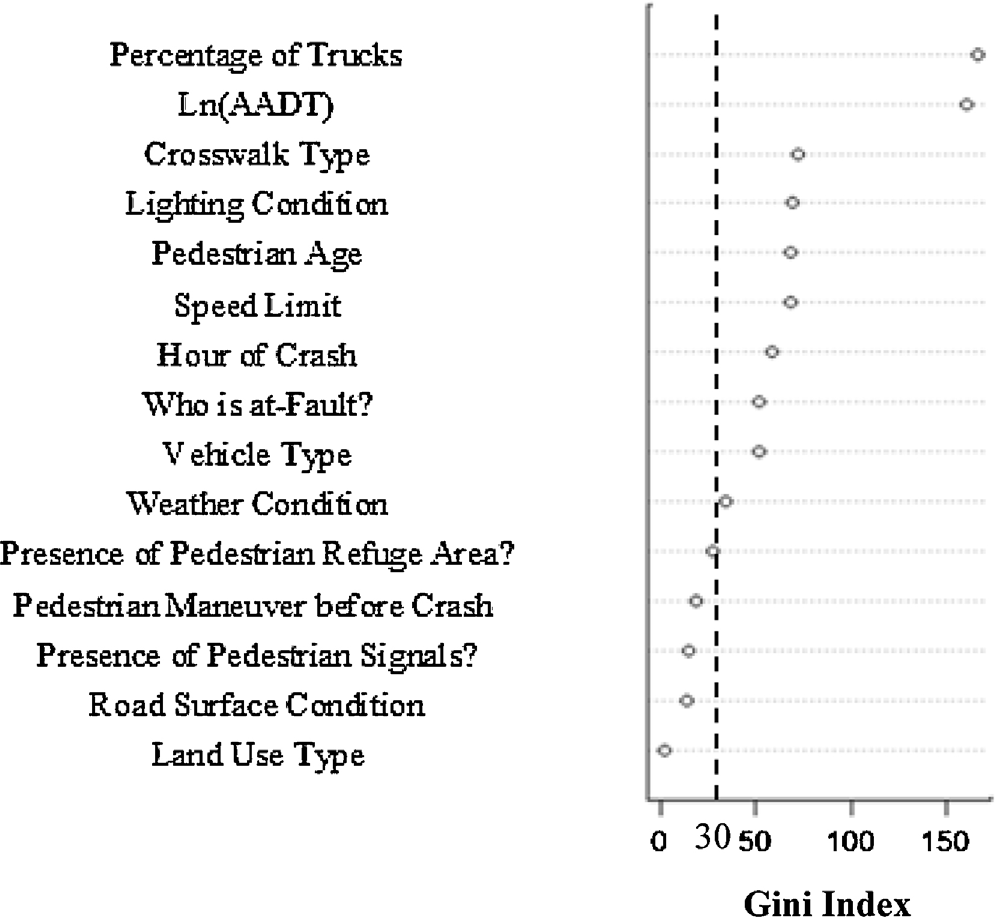 Percentage of Trucks
Ln(AADT)
Crosswalk Type
Lighting Condition
Pedestrian Age
Speed Limit
Hour of Crash
Who is at-Fault?
Vehicle Type
Weather Condition
Presence of Pedestrian Refuge Area?
Pedestrian Maneuver before Crash
Presence of Pedestrian Signals?
Road Surface Condition
Land Use Type
0 30 50 100 150
Gini Index